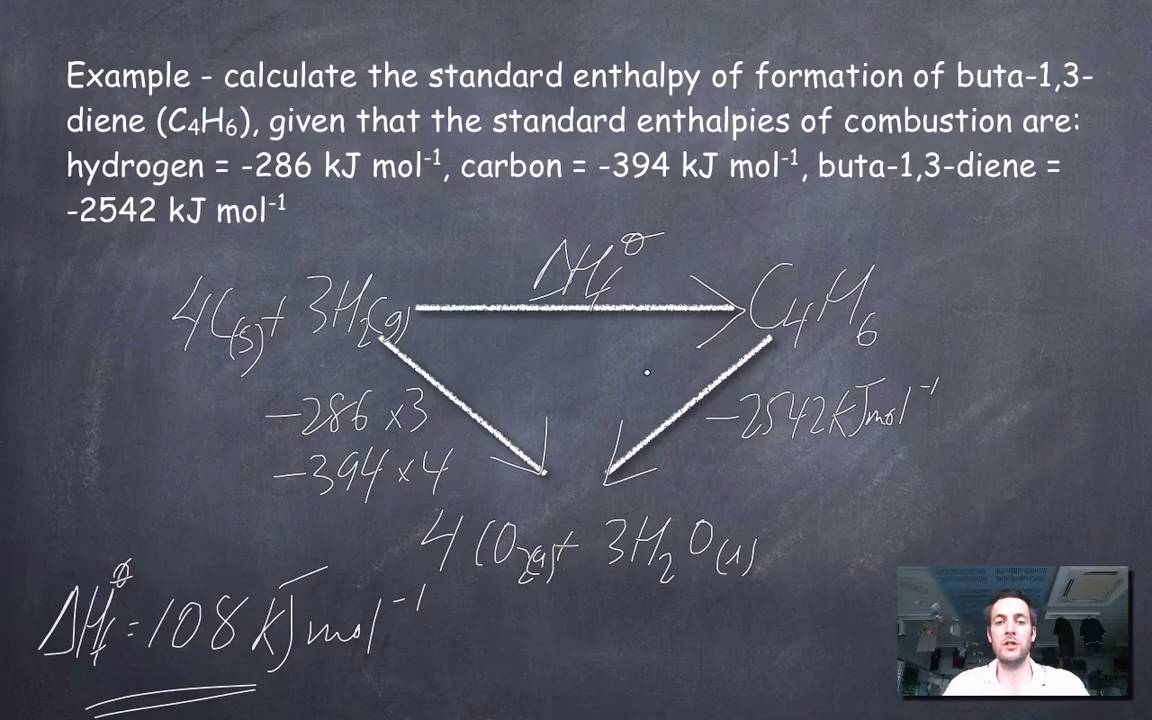 Example - calculate the standard enthalpy of formation of buta-1,3-
diene (C₄H₆), given that the standard enthalpies of combustion are:
hydrogen = -286 kJ mol⁻¹, carbon = -394 kJ mol⁻¹, buta-1,3-diene =
-2542 kJ mol⁻¹
ΔHf⦵
4C(s) + 3H₂(g)
C₄H₆
-286 x 3
-394 x 4
-2542 kJ mol⁻¹
4CO₂(g) + 3H₂O(l)
ΔHf⦵ = 108 kJ mol⁻¹